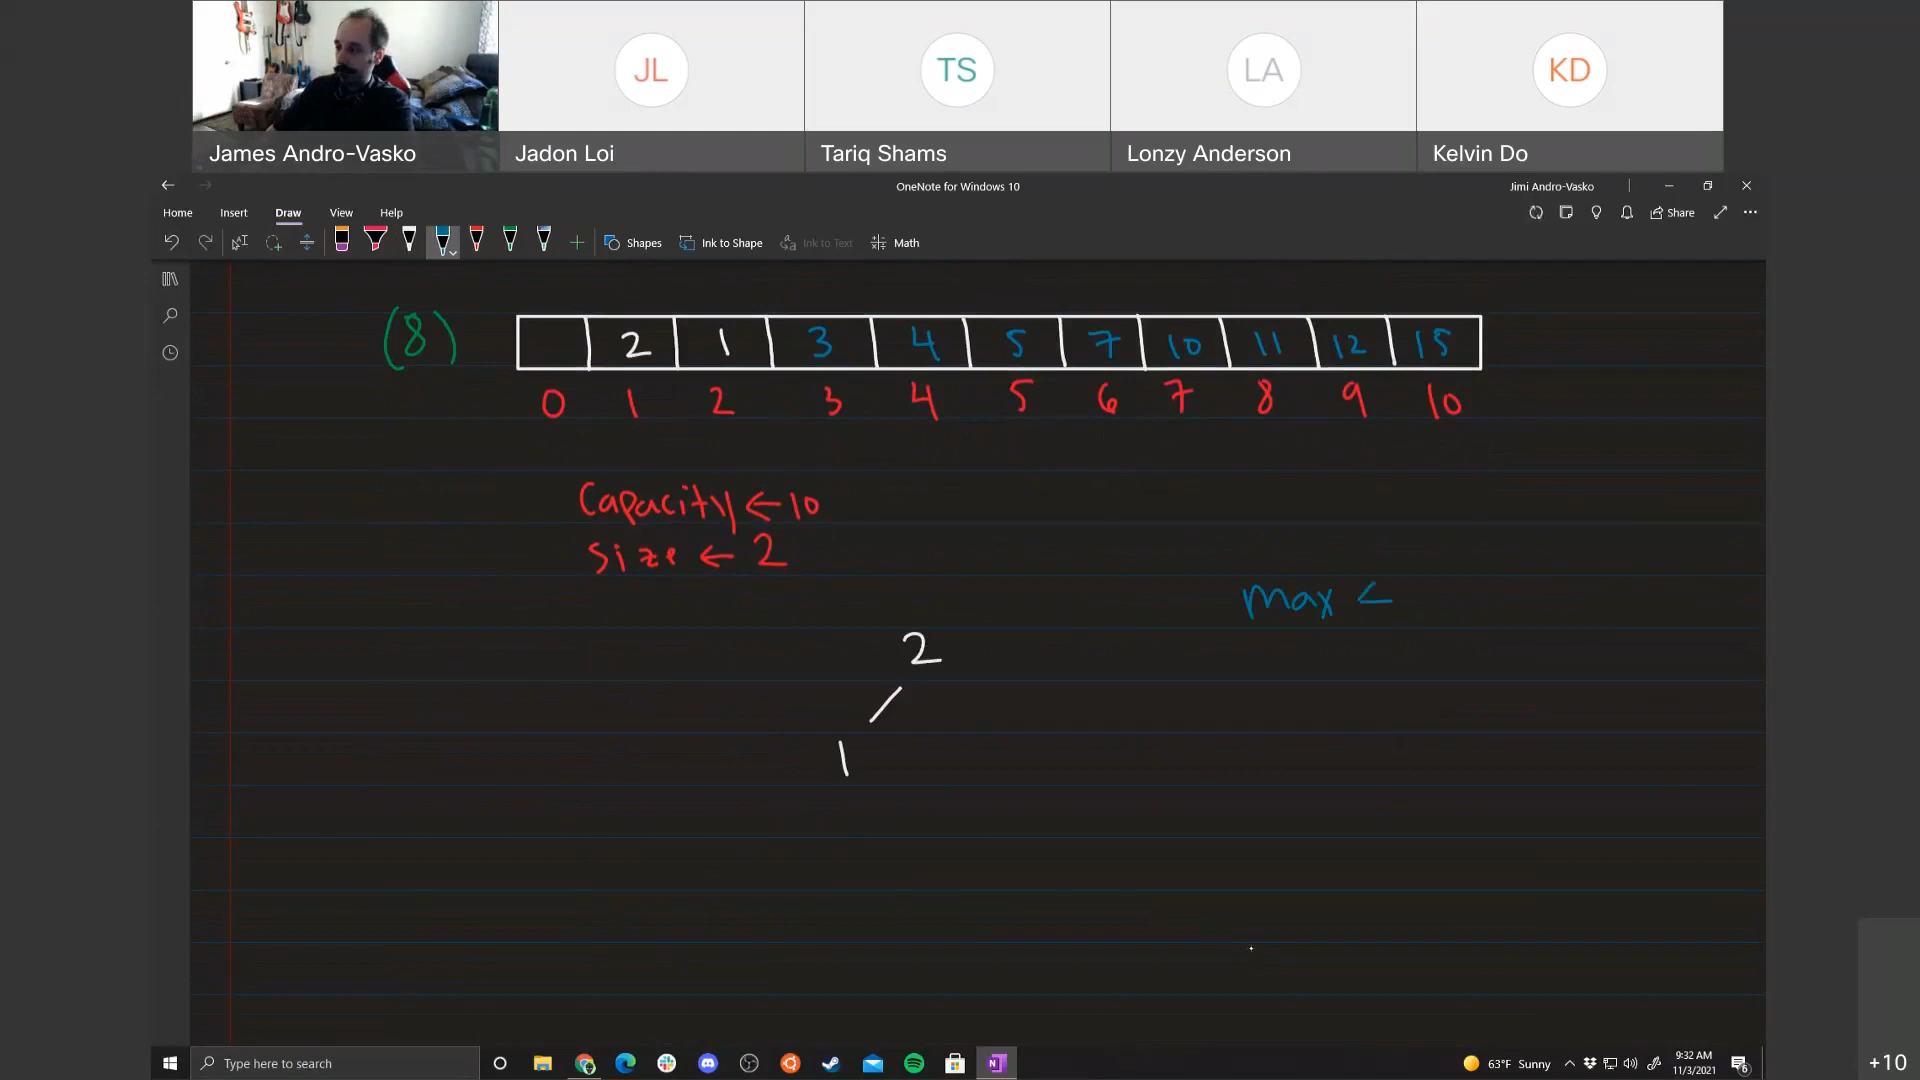 JL
TS
LA
KD
James Andro-Vasko
Jadon Loi
Tariq Shams
Lonzy Anderson
Kelvin Do
OneNote for Windows 10
Jimi Andro-Vasko
Home Insert Draw View Help
Share
Shapes
Ink to Shape
Ink to Text
Math
(8)
2 1 3 4 5 7 10 11 12 15
0 1 2 3 4 5 6 7 8 9 10
Capacity ← 10
Size ← 2
max <
2
1
Type here to search
63°F Sunny
9:32 AM
11/3/2021
6
+10